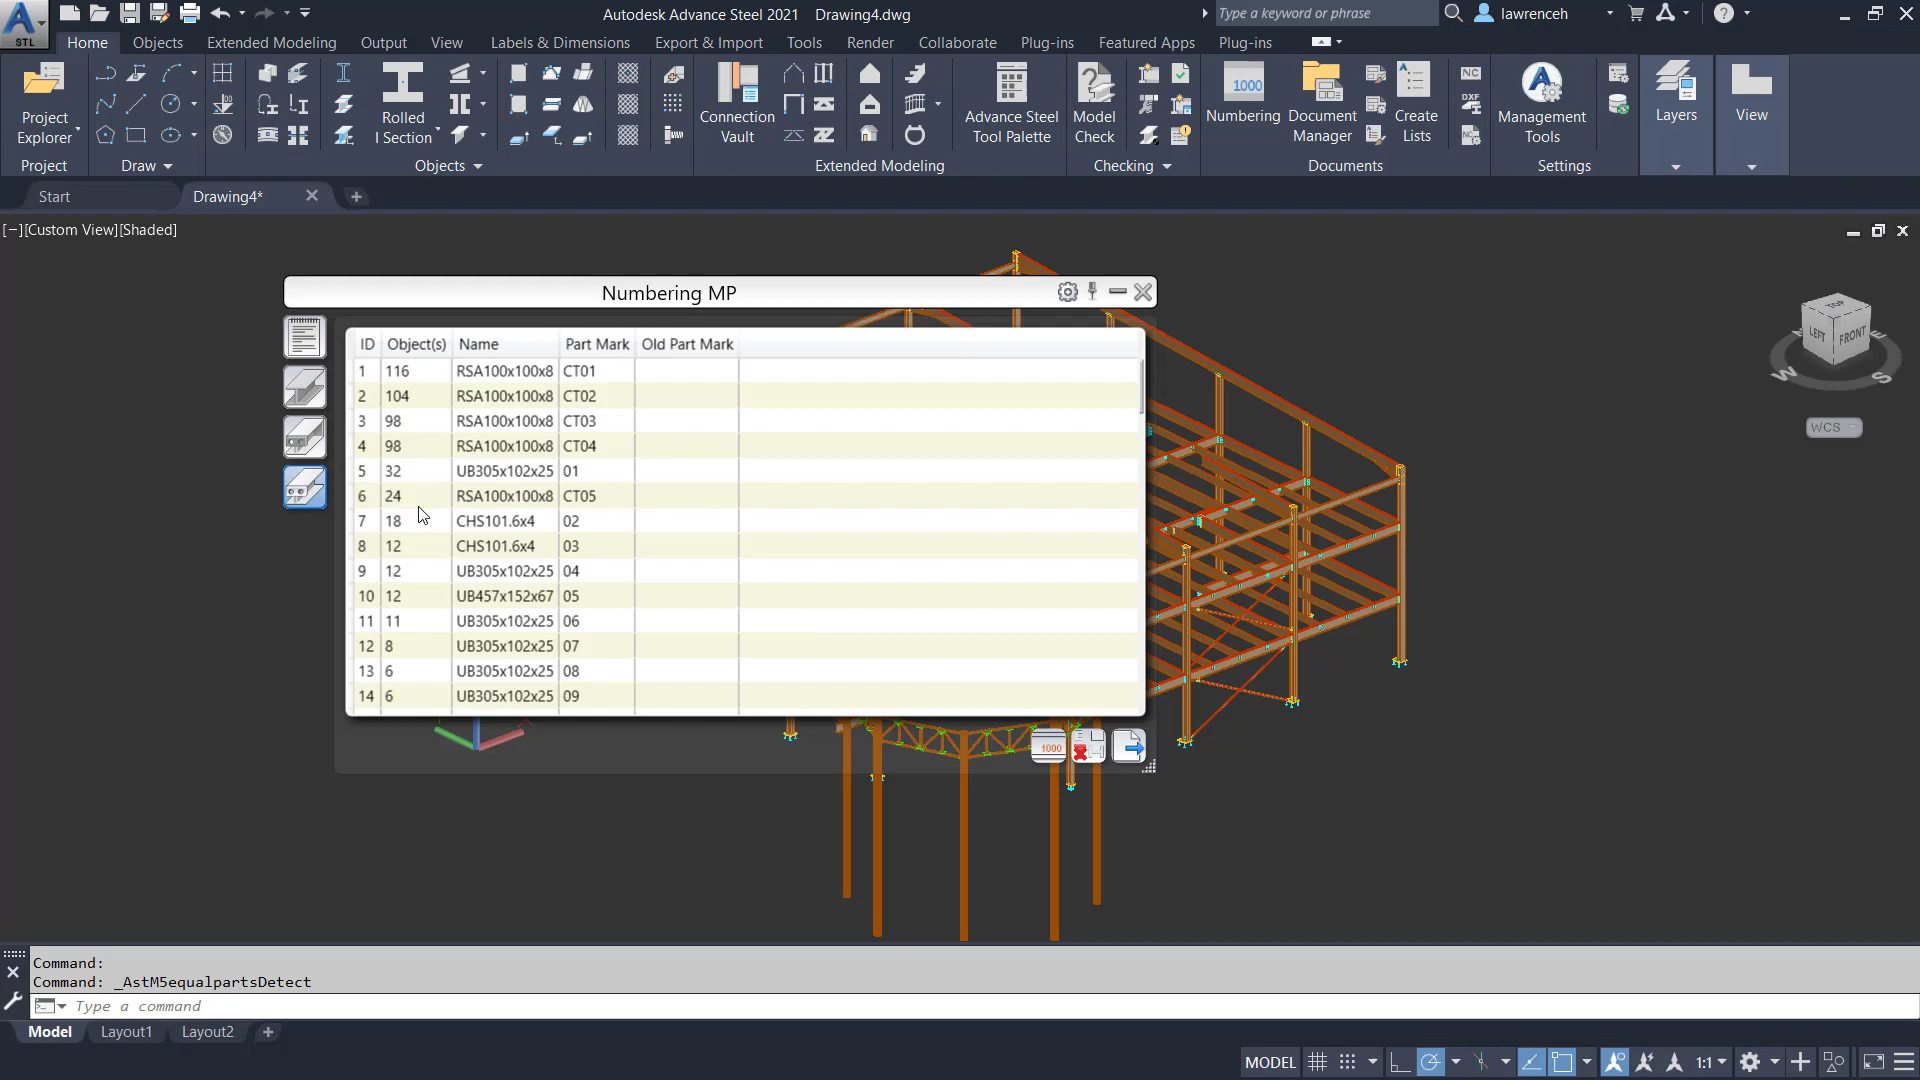 STL
Autodesk Advance Steel 2021 Drawing4.dwg
Type a keyword or phrase
lawrenceh
Home Objects Extended Modeling Output View Labels & Dimensions Export & Import Tools Render Collaborate Plug-ins Featured Apps Plug-ins
Project Explorer
Rolled I Section
Connection Vault
Advance Steel Tool Palette
Model Check
1000
Numbering
Document Manager
Create Lists
NC
DXF
NC
Management Tools
Layers
View
Project Draw Objects Extended Modeling Checking Documents Settings
Start Drawing4*
[−][Custom View][Shaded]
TOP
LEFT FRONT
W S E
WCS
Numbering MP
ID Object(s) Name Part Mark Old Part Mark
1 116 RSA100x100x8 CT01
2 104 RSA100x100x8 CT02
3 98 RSA100x100x8 CT03
4 98 RSA100x100x8 CT04
5 32 UB305x102x25 01
6 24 RSA100x100x8 CT05
7 18 CHS101.6x4 02
8 12 CHS101.6x4 03
9 12 UB305x102x25 04
10 12 UB457x152x67 05
11 11 UB305x102x25 06
12 8 UB305x102x25 07
13 6 UB305x102x25 08
14 6 UB305x102x25 09
1000
Command:
Command: _AstM5equalpartsDetect
Type a command
Model Layout1 Layout2
MODEL
1:1